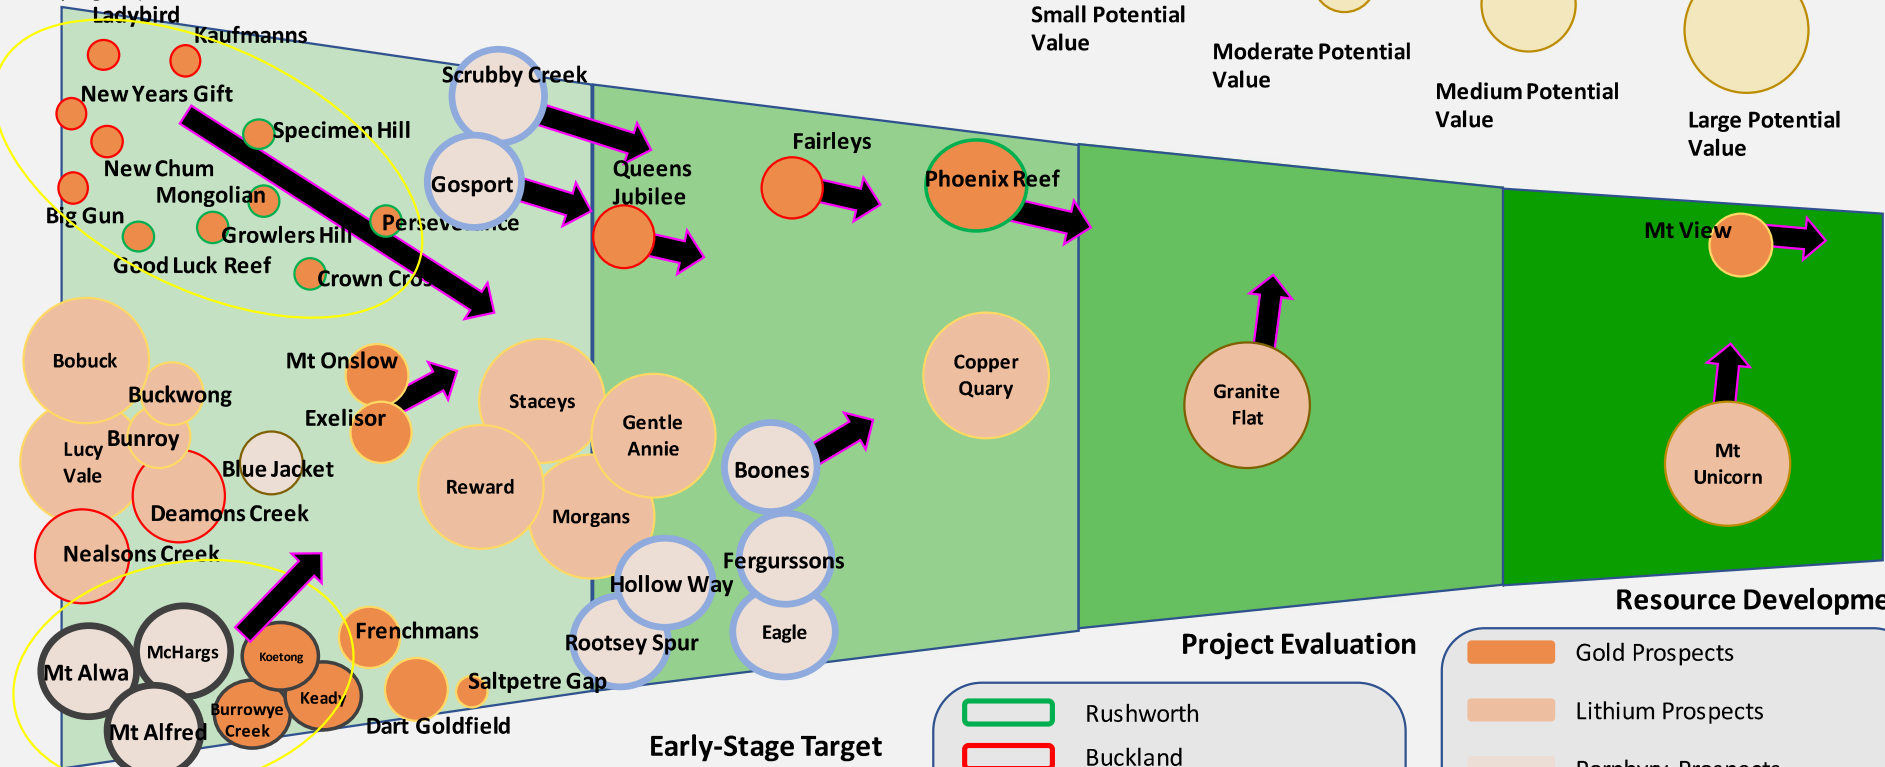 Ladybird
Kaufmanns
New Years Gift
Specimen Hill
New Chum
Mongolian
Big Gun
Growlers Hill
Perseverance
Good Luck Reef
Crown Cros
Scrubby Creek
Gosport
Queens
Jubilee
Fairleys
Phoenix Reef
Small Potential
Value
Moderate Potential
Value
Medium Potential
Value
Large Potential
Value
Mt View
Bobuck
Buckwong
Lucy
Vale
Bunroy
Blue Jacket
Deamons Creek
Nealsons Creek
Mt Onslow
Exelisor
Staceys
Reward
Morgans
Gentle
Annie
Copper
Quary
Boones
Fergurssons
Hollow Way
Rootsey Spur
Eagle
Granite
Flat
Mt
Unicorn
McHargs
Mt Alwa
Mt Alfred
Koetong
Keady
Burrowye
Creek
Frenchmans
Saltpetre Gap
Dart Goldfield
Early-Stage Target
Project Evaluation
Resource Developme
Rushworth
Buckland
Gold Prospects
Lithium Prospects